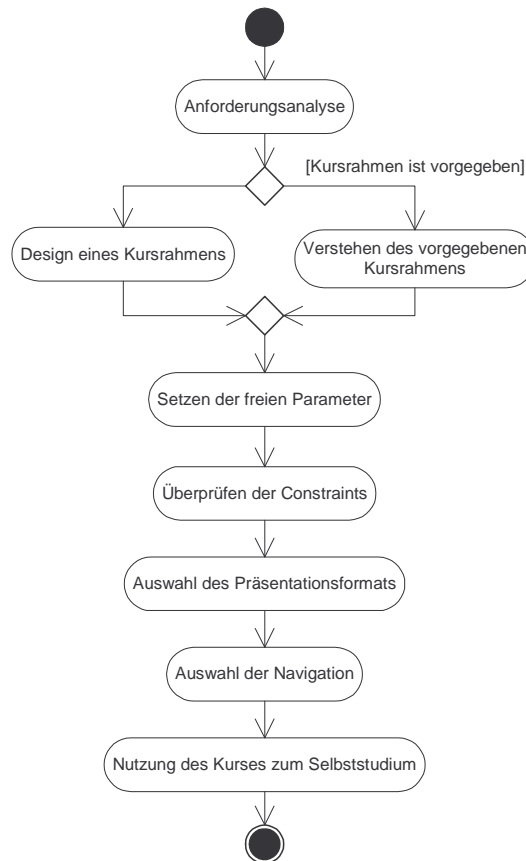 Anforderungsanalyse
[Kursrahmen ist vorgegeben]
Design eines Kursrahmens
Verstehen des vorgegebenen
Kursrahmens
Setzen der freien Parameter
Überprüfen der Constraints
Auswahl des Präsentationsformats
Auswahl der Navigation
Nutzung des Kurses zum Selbststudium